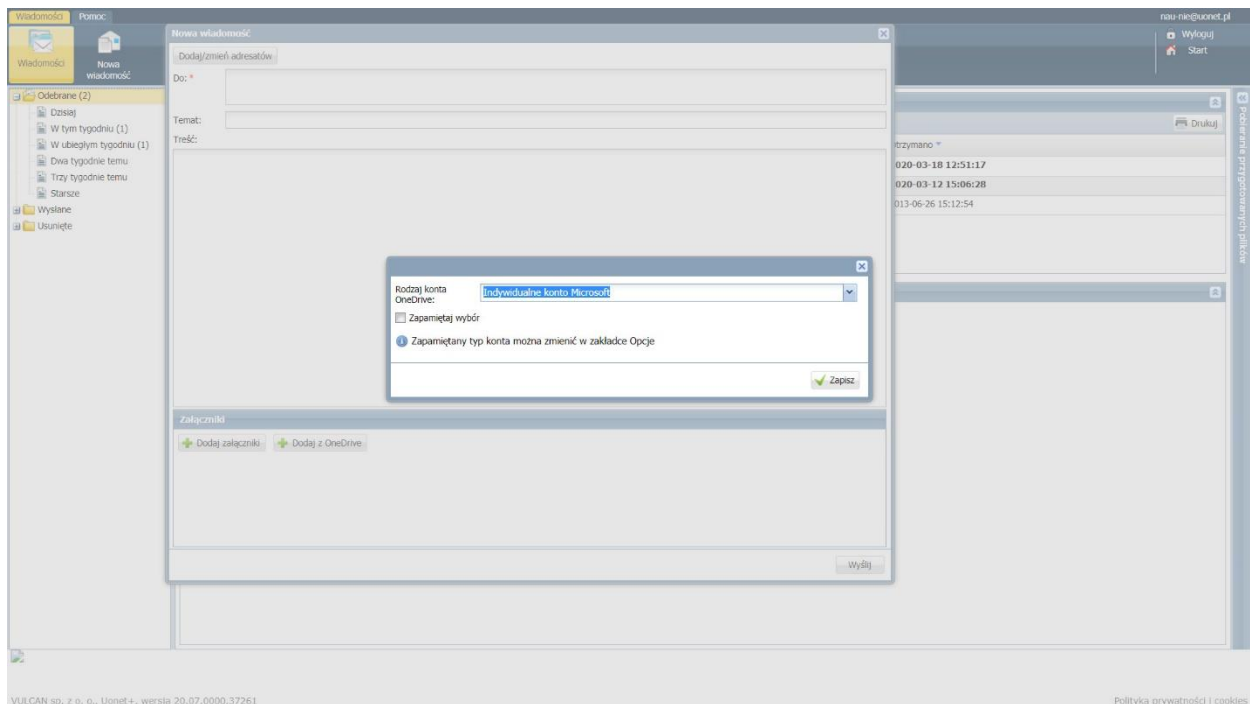 Wiadomości Pomoc nau-nie@uonet.pl
Wiadomości
Nowa
wiadomość
Wyloguj
Start
Nowa wiadomość
Dodaj/zmień adresatów
Do: *
Temat:
Treść:
Odebrane (2)
Dzisiaj
W tym tygodniu (1)
W ubiegłym tygodniu (1)
Dwa tygodnie temu
Trzy tygodnie temu
Starsze
Wysłane
Usunięte
Drukuj
trzymano
020-03-18 12:51:17
020-03-12 15:06:28
013-06-26 15:12:54
Pobieranie przygotowanych plików
Rodzaj konta
OneDrive:
Indywidualne konto Microsoft
Zapamiętaj wybór
Zapamiętany typ konta można zmienić w zakładce Opcje
Zapisz
Załączniki
Dodaj załączniki Dodaj z OneDrive
Wyślij
VULCAN sp. z o. o., Uonet+, wersja 20.07.0000.37261 Polityka prywatności i cookies